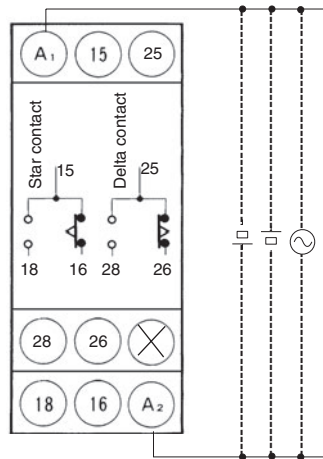 A1 15 25
Star contact
Delta contact
15 25
18 16 28 26
28 26
18 16 A2